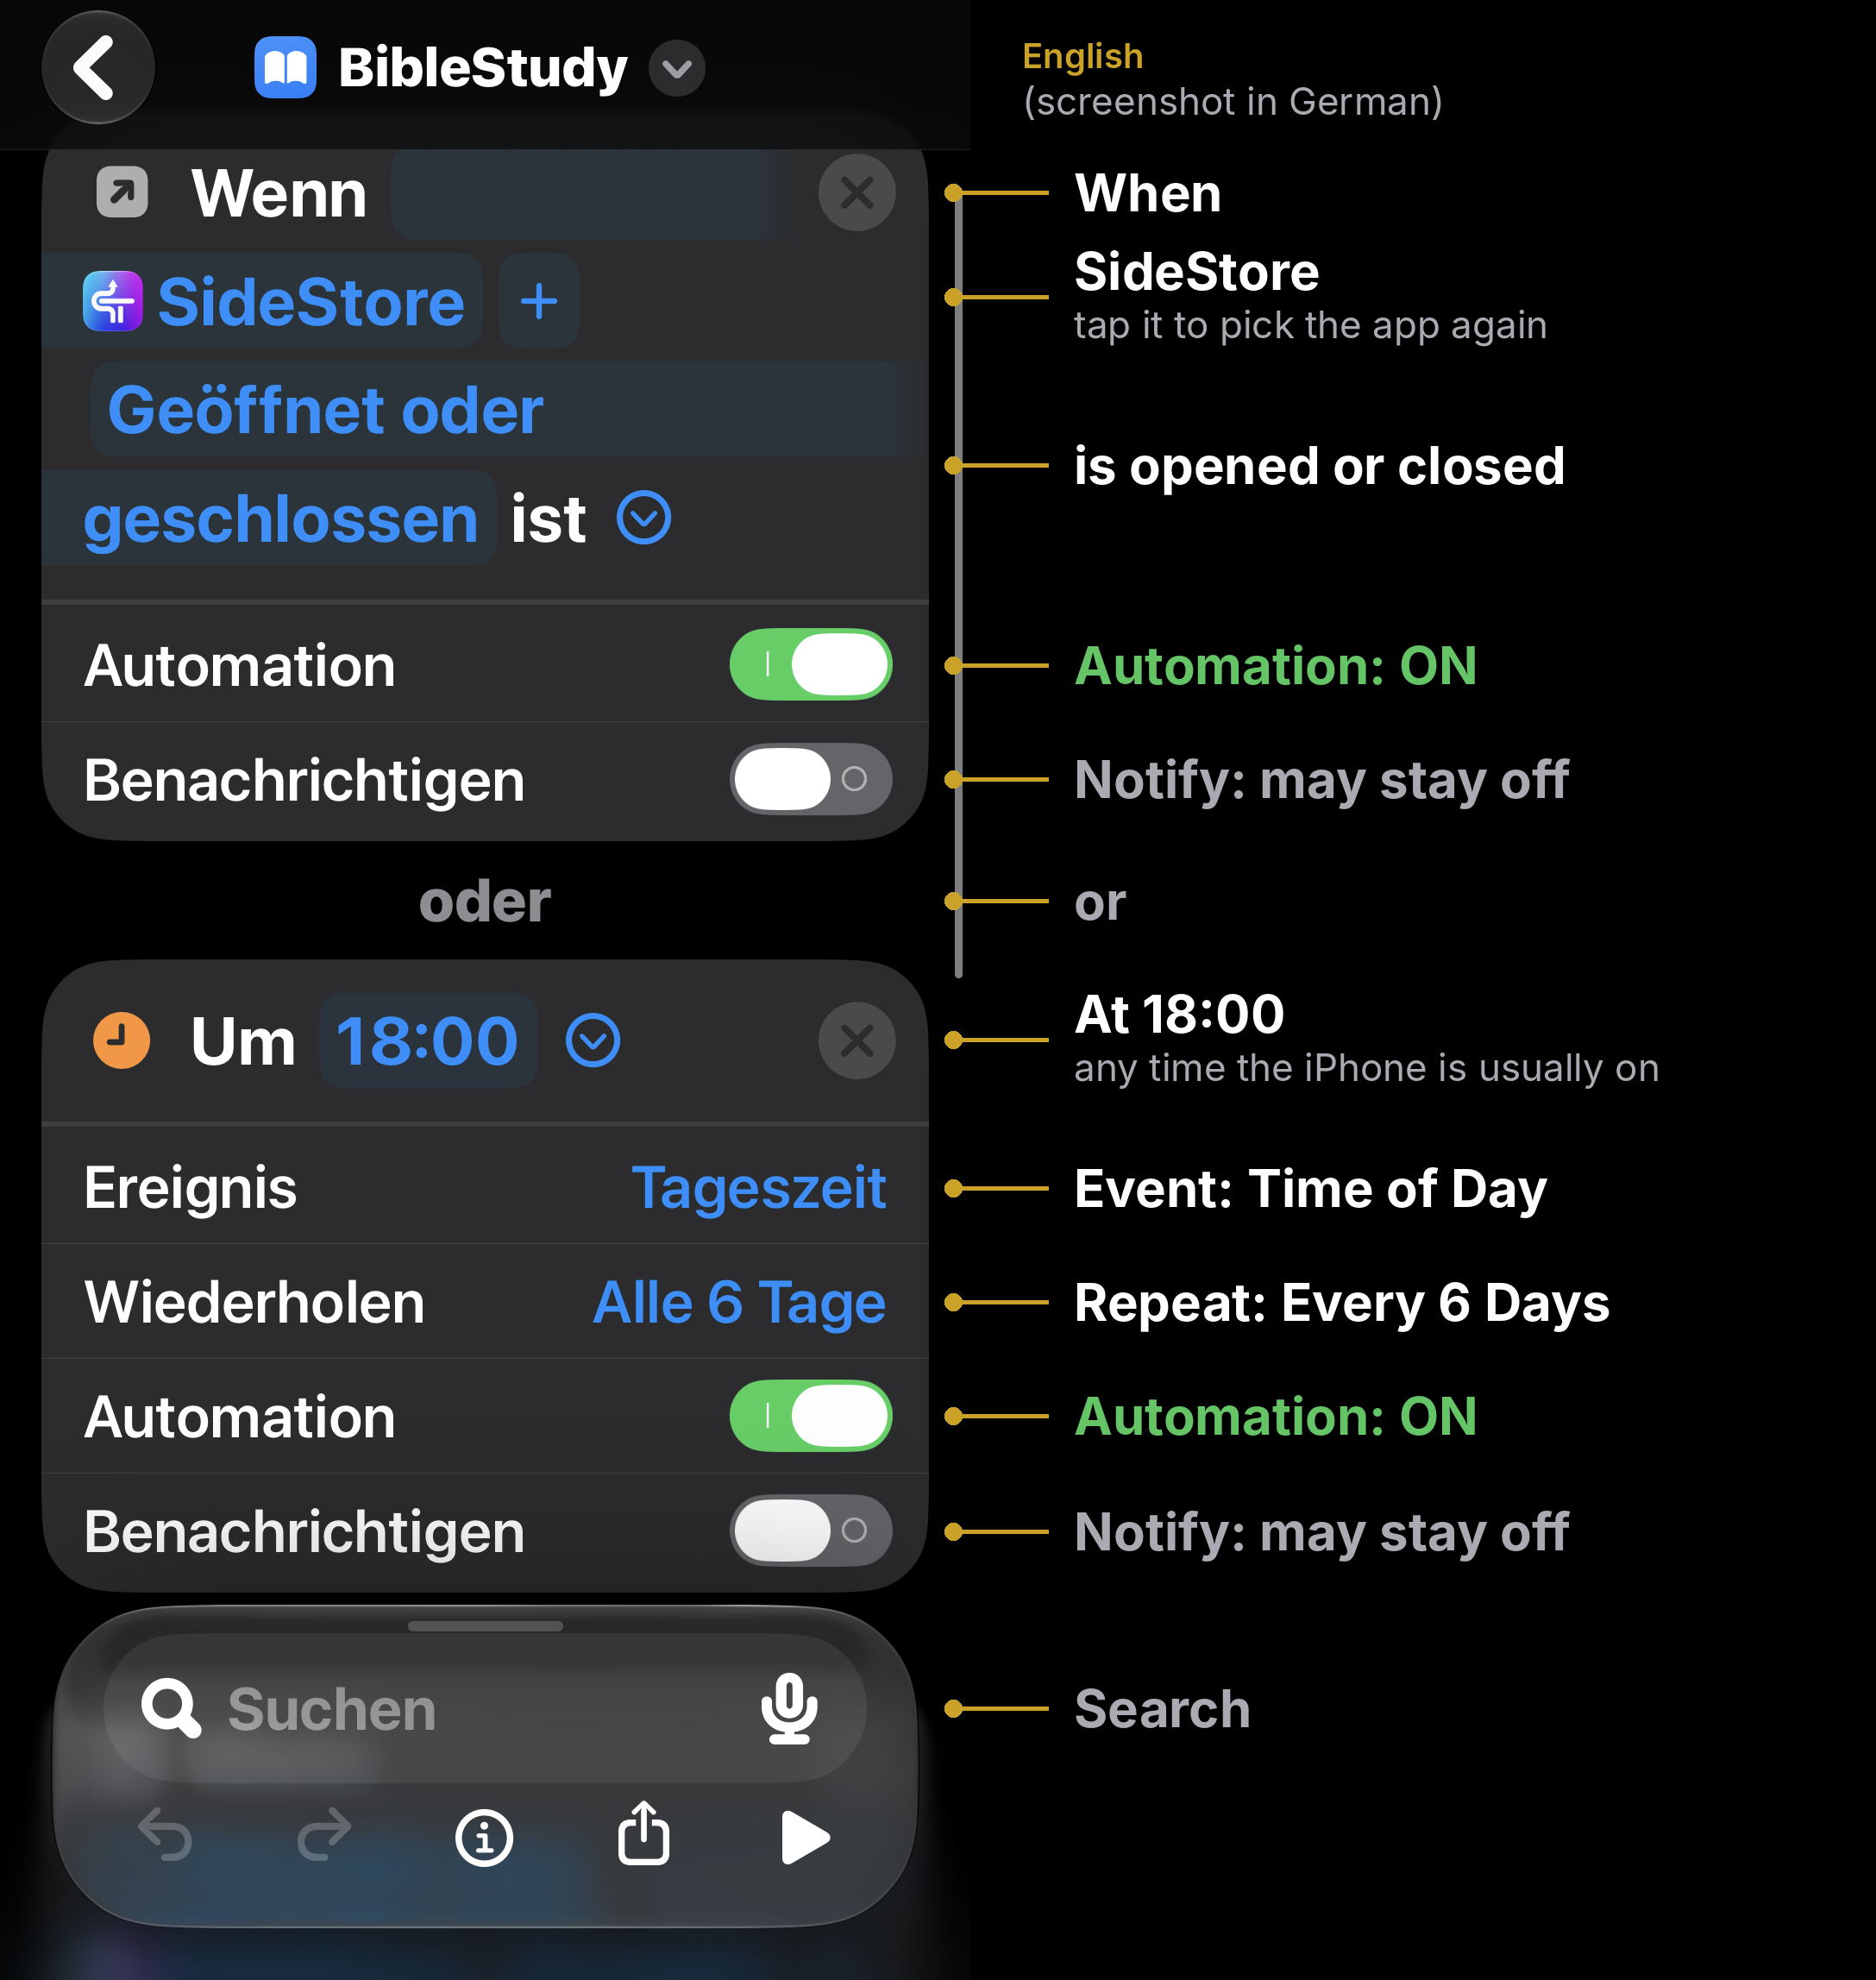 BibleStudy
English
(screenshot in German)
Wenn
When
SideStore
SideStore
tap it to pick the app again
Geöffnet oder
geschlossen ist
is opened or closed
Automation
Automation: ON
Benachrichtigen
Notify: may stay off
oder
or
Um 18:00
At 18:00
any time the iPhone is usually on
Ereignis Tageszeit
Event: Time of Day
Wiederholen Alle 6 Tage
Repeat: Every 6 Days
Automation
Automation: ON
Benachrichtigen
Notify: may stay off
Suchen
Search